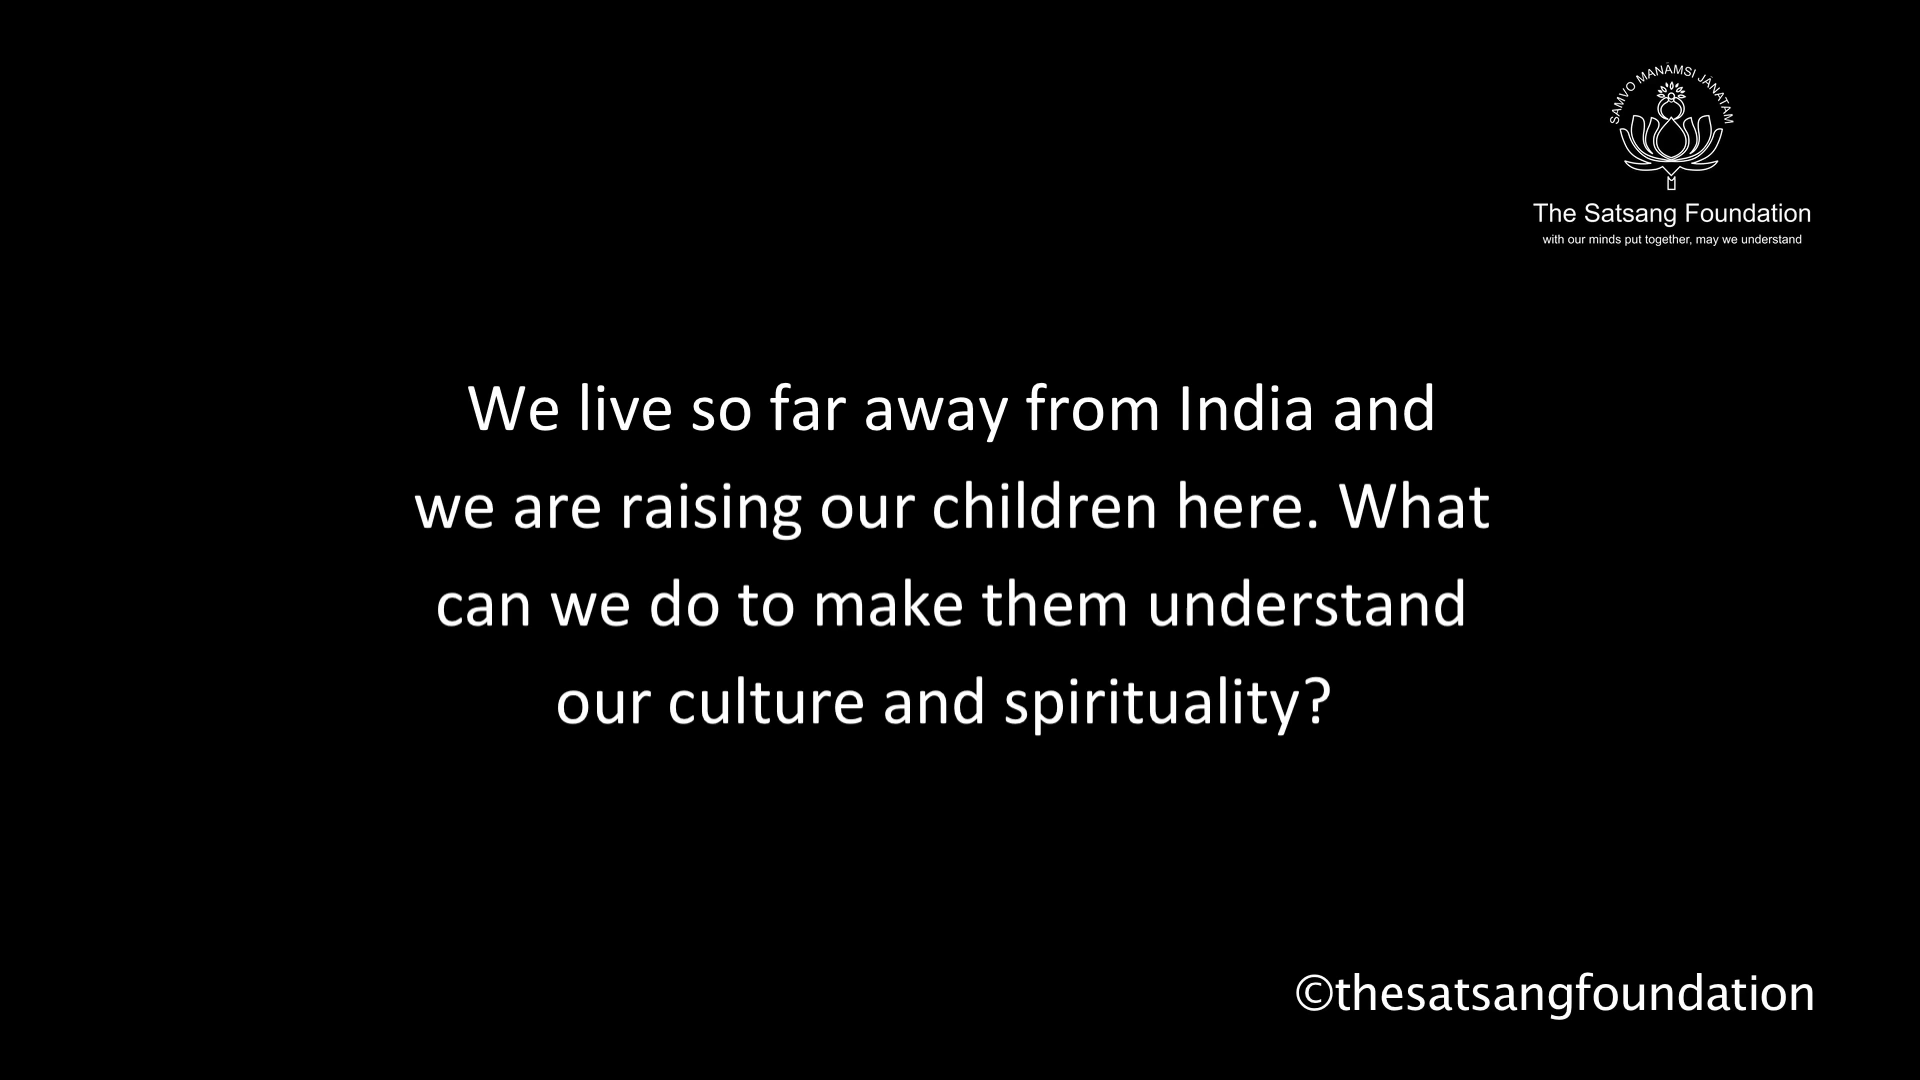 SAMVO MANĀMSI JĀNATAM
The Satsang Foundation
with our minds put together, may we understand
We live so far away from India and
we are raising our children here. What
can we do to make them understand
our culture and spirituality?
©thesatsangfoundation